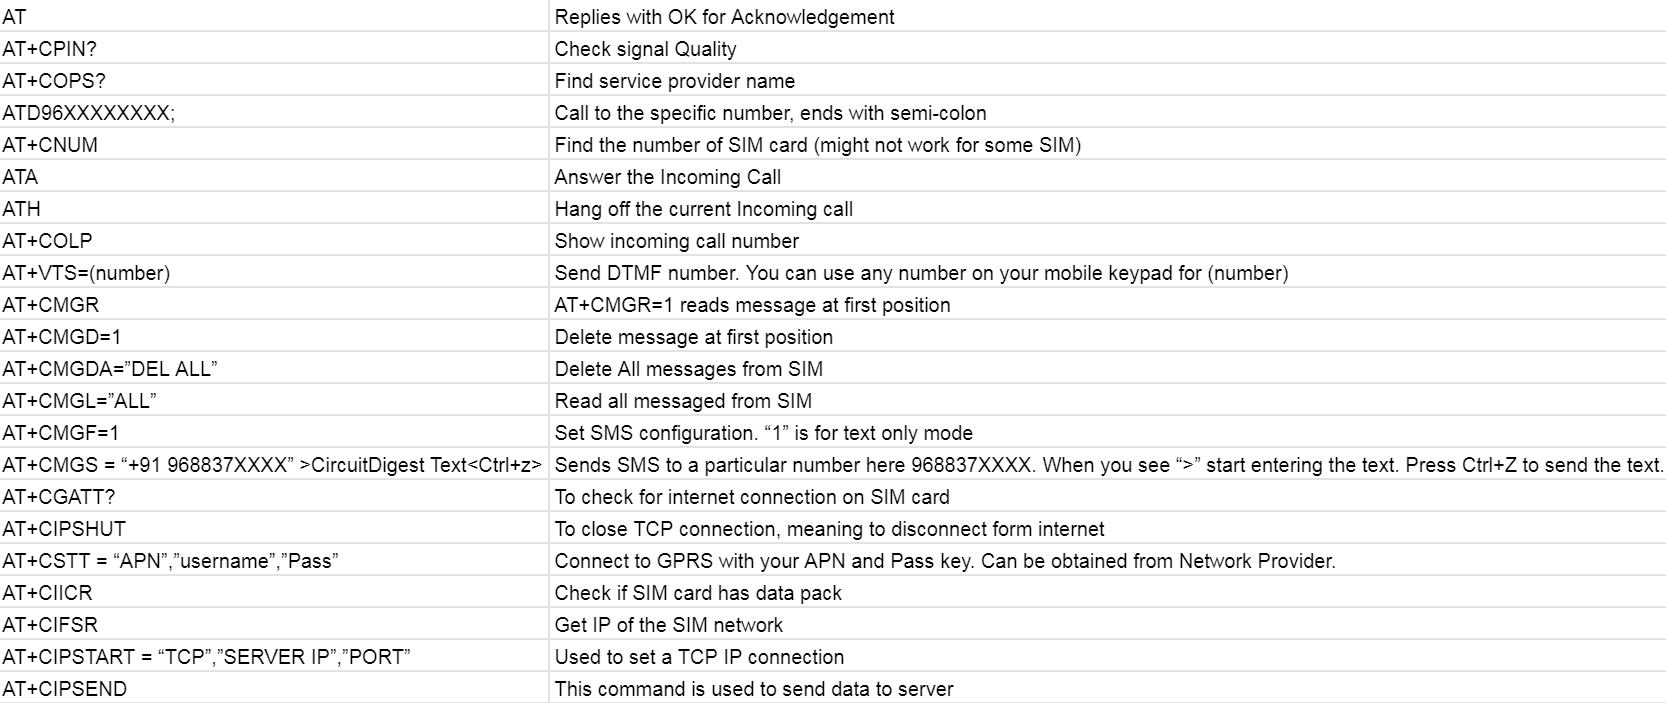 AT Replies with OK for Acknowledgement
AT+CPIN? Check signal Quality
AT+COPS? Find service provider name
ATD96XXXXXXXX; Call to the specific number, ends with semi-colon
AT+CNUM Find the number of SIM card (might not work for some SIM)
ATA Answer the Incoming Call
ATH Hang off the current Incoming call
AT+COLP Show incoming call number
AT+VTS=(number) Send DTMF number. You can use any number on your mobile keypad for (number)
AT+CMGR AT+CMGR=1 reads message at first position
AT+CMGD=1 Delete message at first position
AT+CMGDA=”DEL ALL” Delete All messages from SIM
AT+CMGL=”ALL” Read all messaged from SIM
AT+CMGF=1 Set SMS configuration. “1” is for text only mode
AT+CMGS = “+91 968837XXXX” >CircuitDigest Text<Ctrl+z> Sends SMS to a particular number here 968837XXXX. When you see “>” start entering the text. Press Ctrl+Z to send the text.
AT+CGATT? To check for internet connection on SIM card
AT+CIPSHUT To close TCP connection, meaning to disconnect form internet
AT+CSTT = “APN”,”username”,”Pass” Connect to GPRS with your APN and Pass key. Can be obtained from Network Provider.
AT+CIICR Check if SIM card has data pack
AT+CIFSR Get IP of the SIM network
AT+CIPSTART = “TCP”,”SERVER IP”,”PORT” Used to set a TCP IP connection
AT+CIPSEND This command is used to send data to server